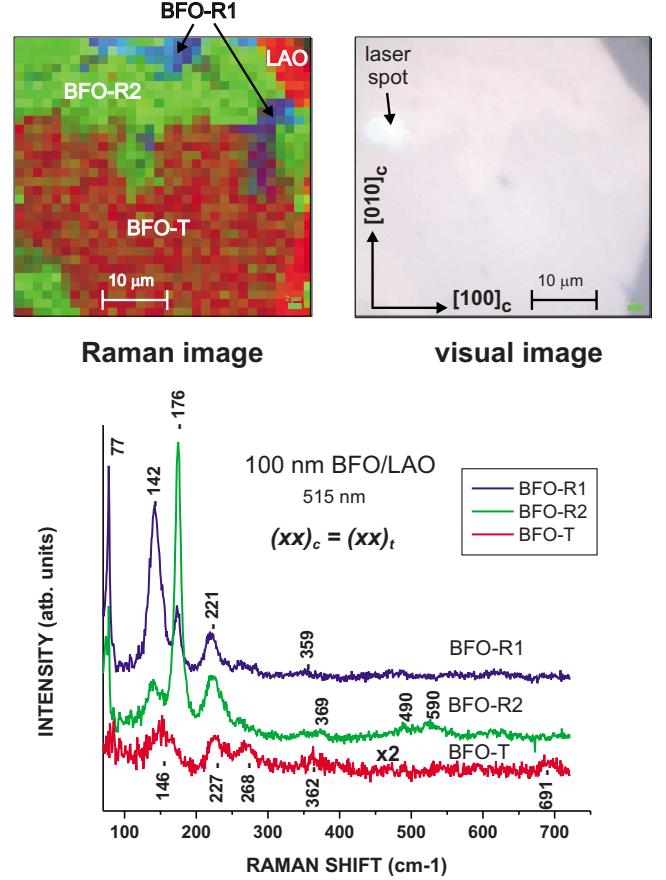 BFO-R1
LAO
BFO-R2
BFO-T
10 μm
2 μm
laser
spot
[010]c
[100]c
10 μm
Raman image
visual image
77
142
176
221
359
369
490
590
146
227
268
362
691
100 nm BFO/LAO
515 nm
(xx)c = (xx)t
BFO-R1
BFO-R2
BFO-T
BFO-R1
BFO-R2
BFO-T
x2
INTENSITY (atb. units)
100 200 300 400 500 600 700
RAMAN SHIFT (cm-1)